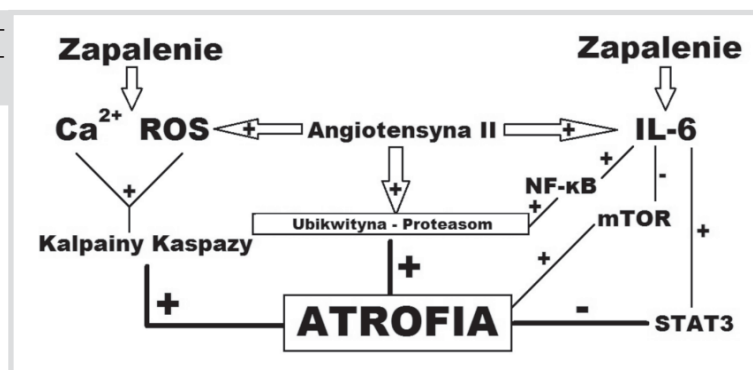 Zapalenie
Zapalenie
Ca2+ ROS
+
Angiotensyna II
+
IL-6
+
+
NF-κB
+
-
Ubikwityna - Proteasom
mTOR
+
Kalpainy Kaspazy
+
+
+
+
ATROFIA
-
STAT3